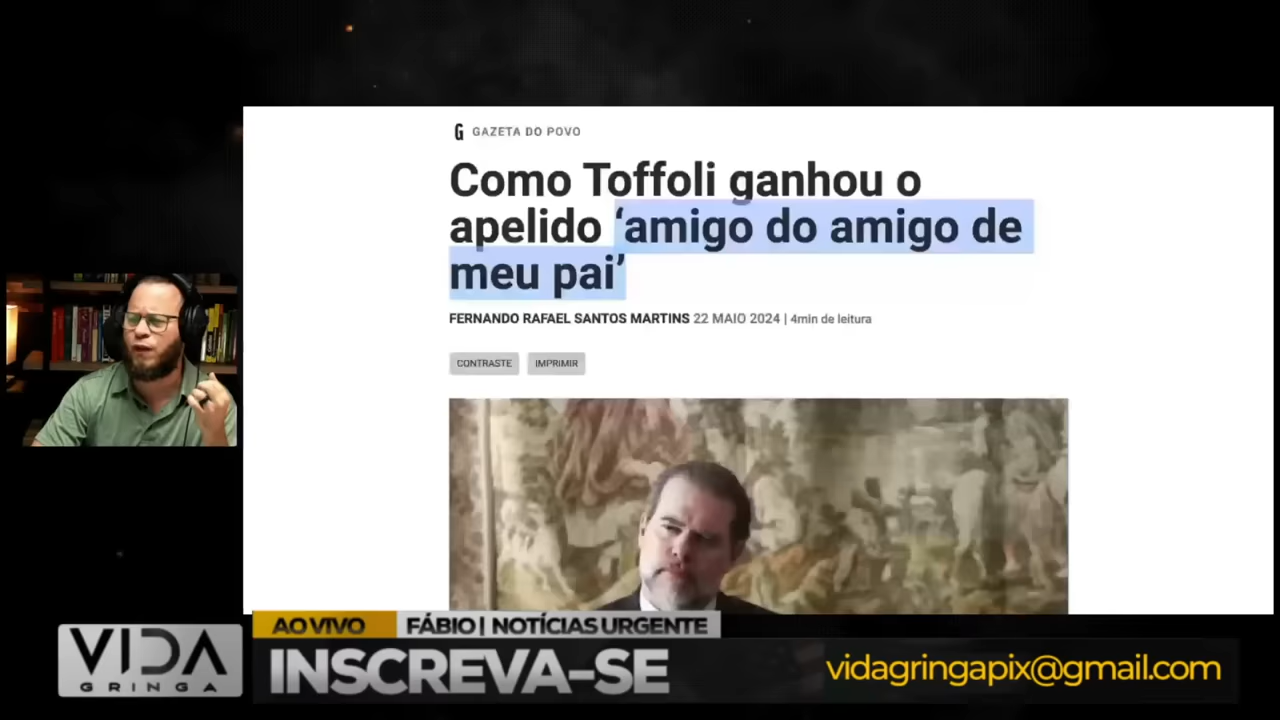 GAZETA DO POVO
Como Toffoli ganhou o
apelido ‘amigo do amigo de
meu pai’
FERNANDO RAFAEL SANTOS MARTINS 22 MAIO 2024 | 4min de leitura
CONTRASTE IMPRIMIR
AO VIVO FÁBIO | NOTÍCIAS URGENTE
VIDA
GRINGA
INSCREVA-SE
vidagringapix@gmail.com